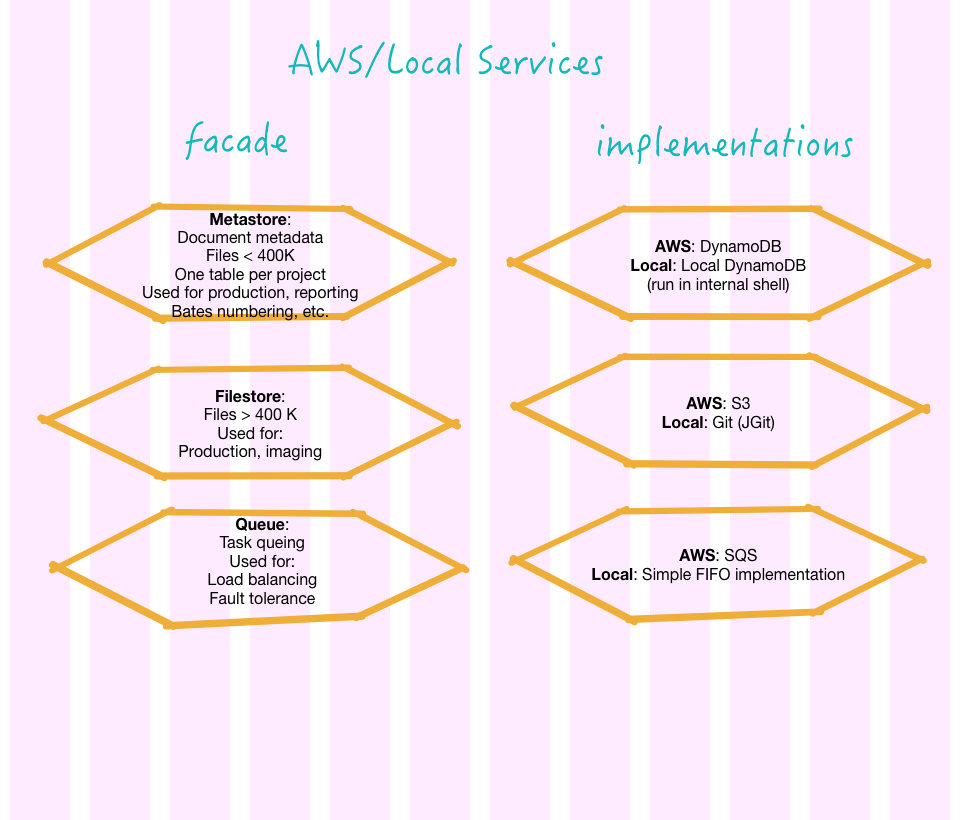 AWS/Local Services
facade
implementations
Metastore:
Document metadata
Files < 400K
One table per project
Used for production, reporting
Bates numbering, etc.
AWS: DynamoDB
Local: Local DynamoDB
(run in internal shell)
Filestore:
Files > 400 K
Used for:
Production, imaging
AWS: S3
Local: Git (JGit)
Queue:
Task queing
Used for:
Load balancing
Fault tolerance
AWS: SQS
Local: Simple FIFO implementation